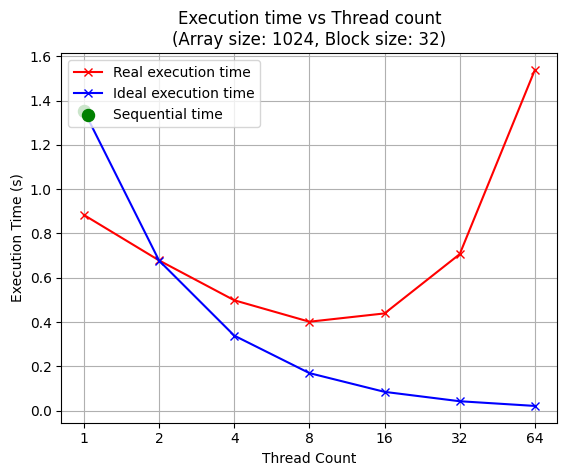 Execution time vs Thread count
(Array size: 1024, Block size: 32)
Real execution time
Ideal execution time
Sequential time
Execution Time (s)
1.6
1.4
1.2
1.0
0.8
0.6
0.4
0.2
0.0
1 2 4 8 16 32 64
Thread Count